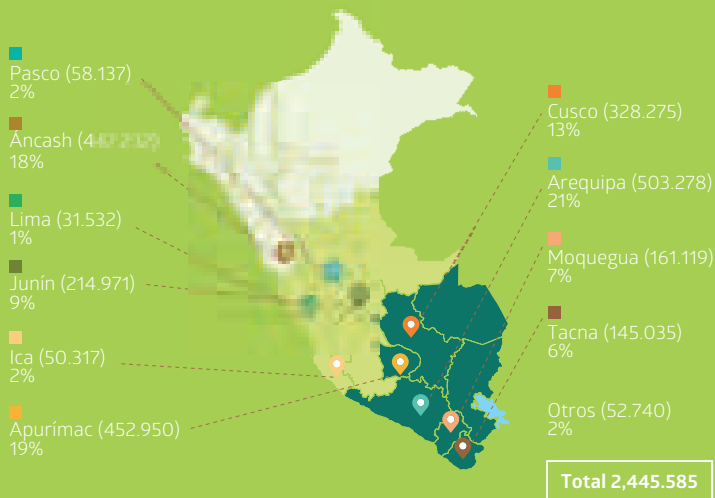 Pasco (58.137)
2%
Áncash
18%
Lima (31.532)
1%
Junín (214.971)
9%
Ica (50.317)
2%
Apurímac (452.950)
19%
Cusco (328.275)
13%
Arequipa (503.278)
21%
Moquegua (161.119)
7%
Tacna (145.035)
6%
Otros (52.740)
2%
Total 2,445.585